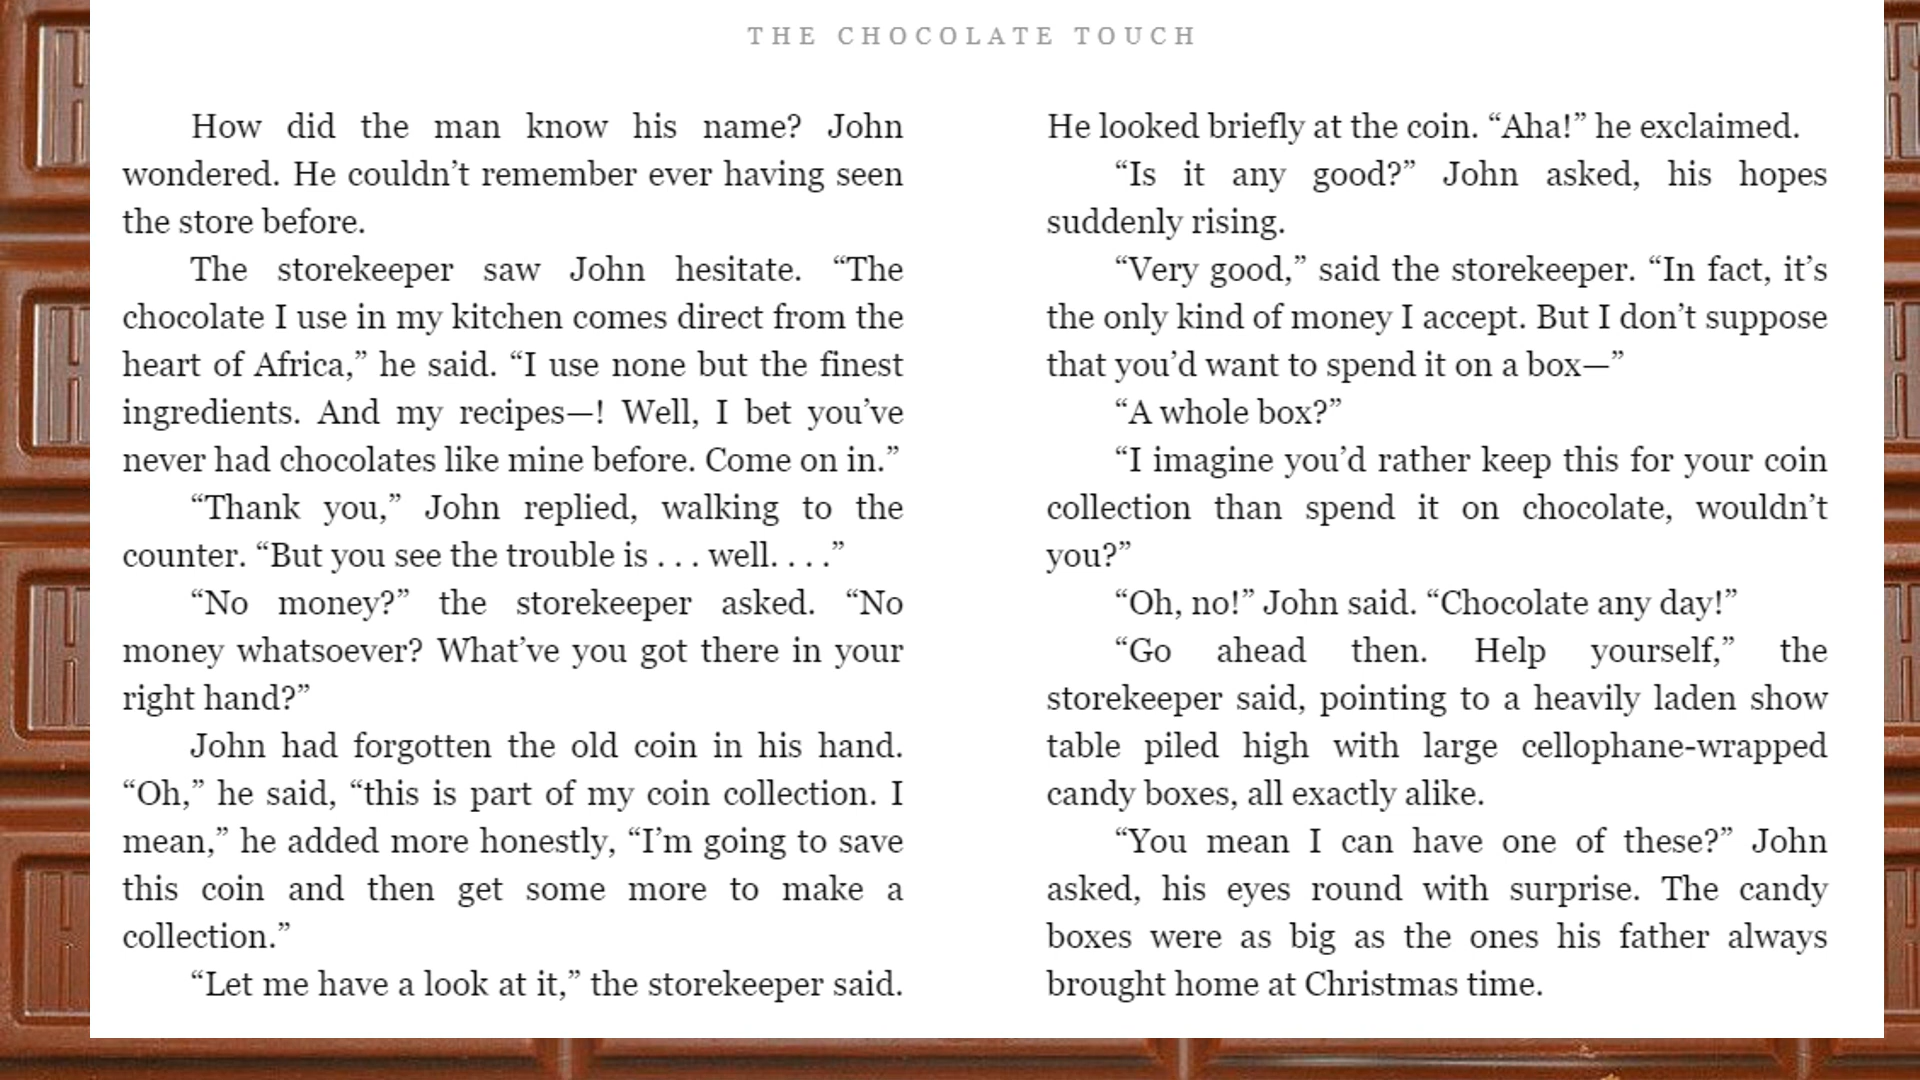 THE CHOCOLATE TOUCH
How did the man know his name? John
wondered. He couldn’t remember ever having seen
the store before.
The storekeeper saw John hesitate. “The
chocolate I use in my kitchen comes direct from the
heart of Africa,” he said. “I use none but the finest
ingredients. And my recipes—! Well, I bet you’ve
never had chocolates like mine before. Come on in.”
“Thank you,” John replied, walking to the
counter. “But you see the trouble is . . . well. . . .”
“No money?” the storekeeper asked. “No
money whatsoever? What’ve you got there in your
right hand?”
John had forgotten the old coin in his hand.
“Oh,” he said, “this is part of my coin collection. I
mean,” he added more honestly, “I’m going to save
this coin and then get some more to make a
collection.”
“Let me have a look at it,” the storekeeper said.
He looked briefly at the coin. “Aha!” he exclaimed.
“Is it any good?” John asked, his hopes
suddenly rising.
“Very good,” said the storekeeper. “In fact, it’s
the only kind of money I accept. But I don’t suppose
that you’d want to spend it on a box—”
“A whole box?”
“I imagine you’d rather keep this for your coin
collection than spend it on chocolate, wouldn’t
you?”
“Oh, no!” John said. “Chocolate any day!”
“Go ahead then. Help yourself,” the
storekeeper said, pointing to a heavily laden show
table piled high with large cellophane-wrapped
candy boxes, all exactly alike.
“You mean I can have one of these?” John
asked, his eyes round with surprise. The candy
boxes were as big as the ones his father always
brought home at Christmas time.